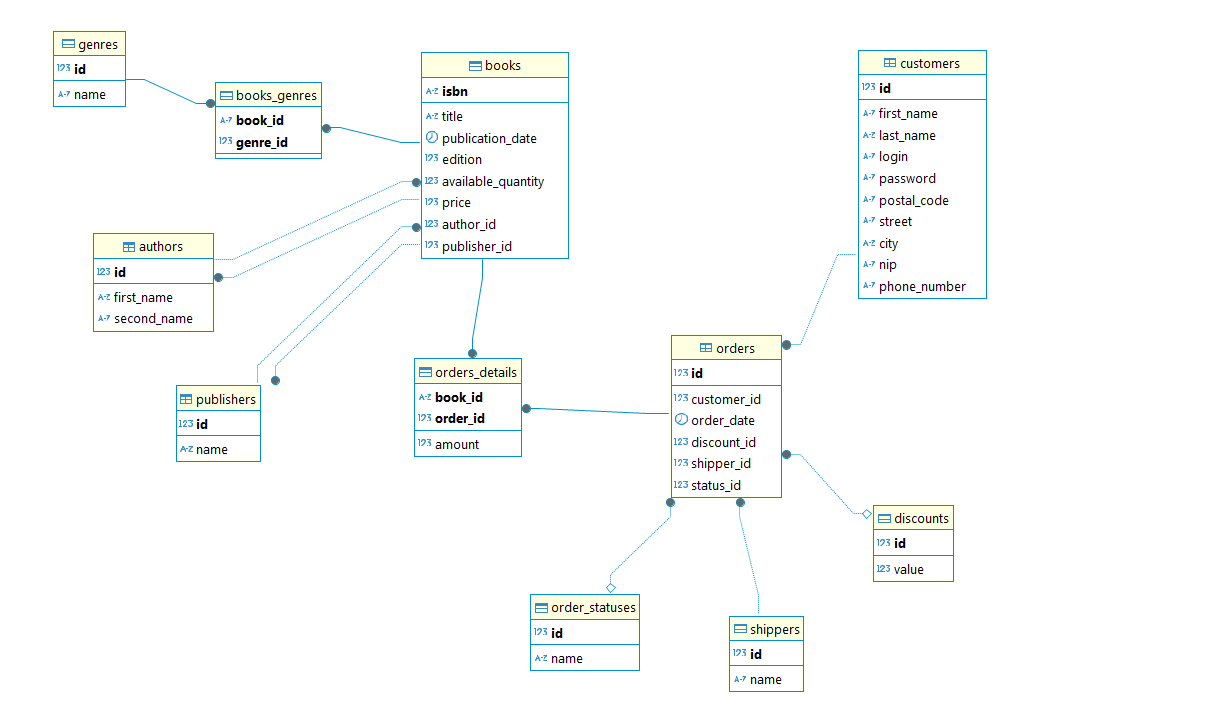 genres
123 id
A-Z name
books_genres
A-Z book_id
123 genre_id
books
A-Z isbn
A-Z title
publication_date
123 edition
123 available_quantity
123 price
123 author_id
123 publisher_id
customers
123 id
A-Z first_name
A-Z last_name
A-Z login
A-Z password
A-Z postal_code
A-Z street
A-Z city
A-Z nip
A-Z phone_number
authors
123 id
A-Z first_name
A-Z second_name
publishers
123 id
A-Z name
orders_details
A-Z book_id
123 order_id
123 amount
orders
123 id
123 customer_id
order_date
123 discount_id
123 shipper_id
123 status_id
discounts
123 id
123 value
order_statuses
123 id
A-Z name
shippers
123 id
A-Z name